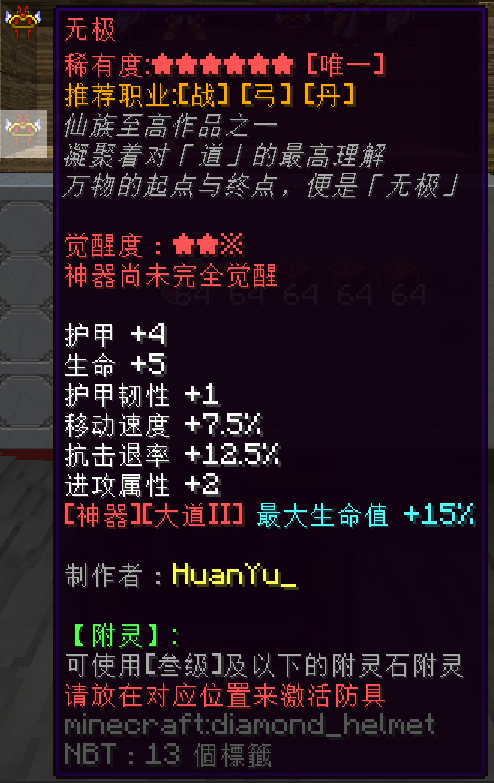 无极
稀有度:★★★★★★ [唯一]
推荐职业:[战] [弓] [丹]
仙族至高作品之一
凝聚着对「道」的最高理解
万物的起点与终点，便是「无极」
觉醒度：★★※
神器尚未完全觉醒
护甲 +4
生命 +5
护甲韧性 +1
移动速度 +7.5%
抗击退率 +12.5%
进攻属性 +2
[神器][大道II] 最大生命值 +15%
制作者：HuanYu_
【附灵】:
可使用[叁级]及以下的附灵石附灵
请放在对应位置来激活防具
minecraft:diamond_helmet
NBT：13 個標籤
64 64 64 64 64